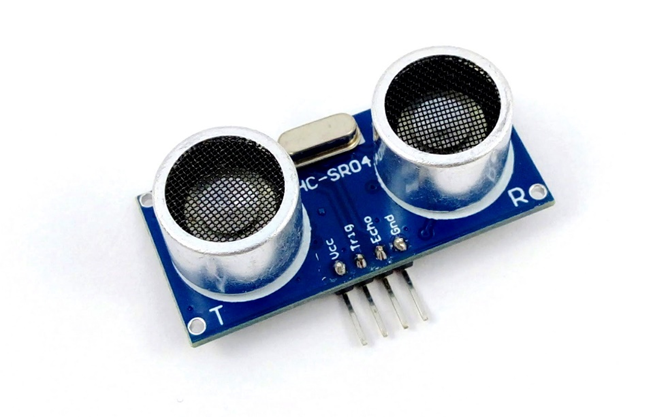 HC-SR04
R
Vcc
Trig
Echo
Gnd
T